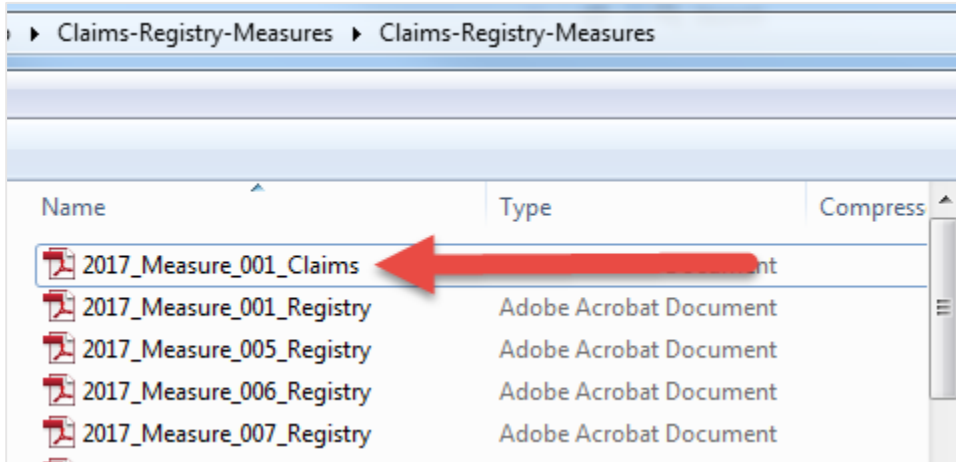 Claims-Registry-Measures Claims-Registry-Measures
Name Type Compress
2017_Measure_001_Claims
2017_Measure_001_Registry Adobe Acrobat Document
2017_Measure_005_Registry Adobe Acrobat Document
2017_Measure_006_Registry Adobe Acrobat Document
2017_Measure_007_Registry Adobe Acrobat Document